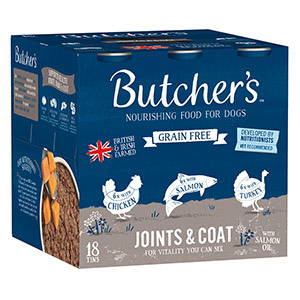 Butcher's
NOURISHING FOOD FOR DOGS
GRAIN FREE
BRITISH
& IRISH
FARMED
DEVELOPED BY
NUTRITIONISTS
VET RECOMMENDED
6x WITH
CHICKEN
6x WITH
SALMON
6x WITH
TURKEY
18
TINS
JOINTS & COAT
FOR VITALITY YOU CAN SEE
WITH
SALMON
OIL